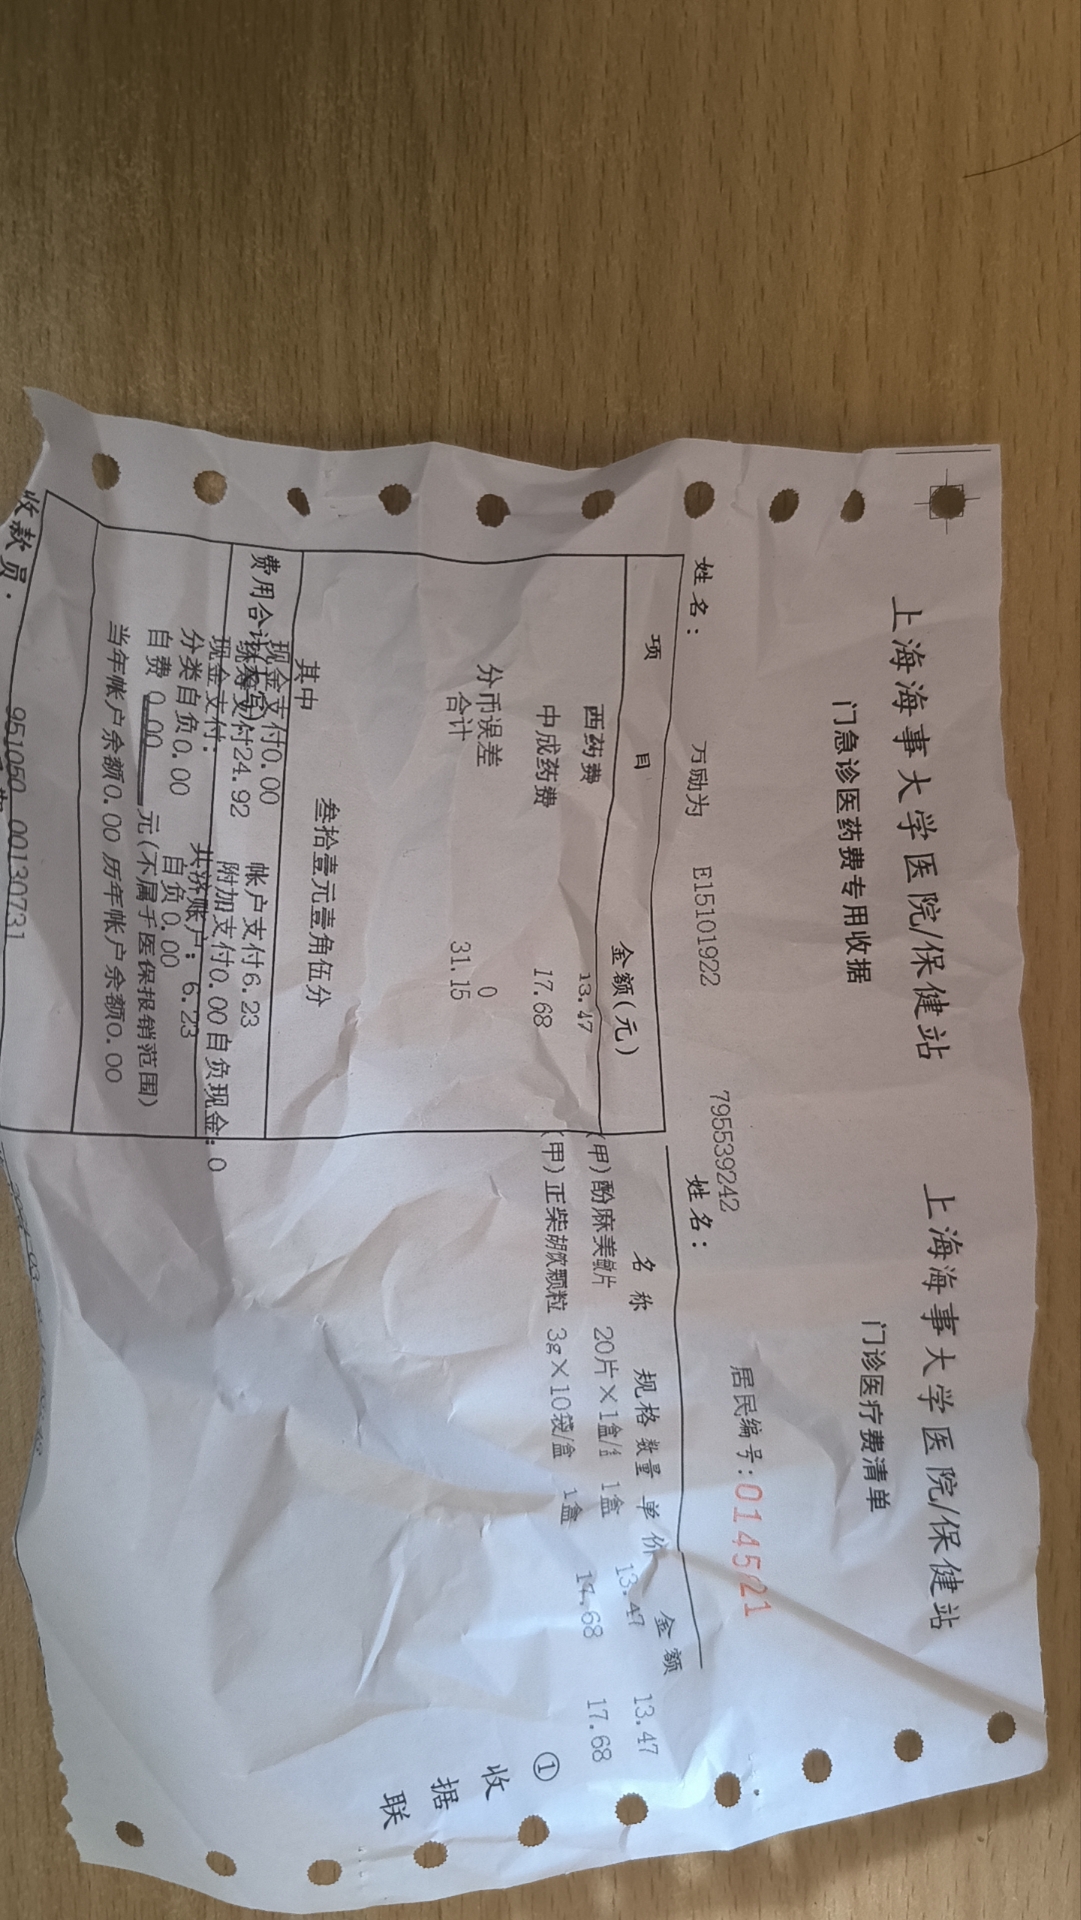 上海海事大学医院/保健站
门急诊医药费专用收据
姓名： 万励为 E15101922 795539242
项 目 金额(元)
西药费 13.47
中成药费 17.68
分币误差 0
合计 31.15
叁拾壹元壹角伍分
其中
费用合计
现金支付0.00 帐户支付6.23
统筹支付24.92 附加支付0.00 自负现金:0
现金支付： 共济账户：6.23
分类自负0.00 自负0.00
自费 0.00 元(不属于医保报销范围)
当年帐户余额0.00 历年帐户余额0.00
951050 00130731
收款员：
上海海事大学医院/保健站
门诊医疗费清单
居民编号:0145721
姓名：
名 称 规格 数量 单 价 金 额
(甲)酚麻美敏片 20片×1盒/ 1盒 13.47 13.47
(甲)正柴胡饮颗粒 3g×10袋/盒 1盒 17.68 17.68
① 收据联